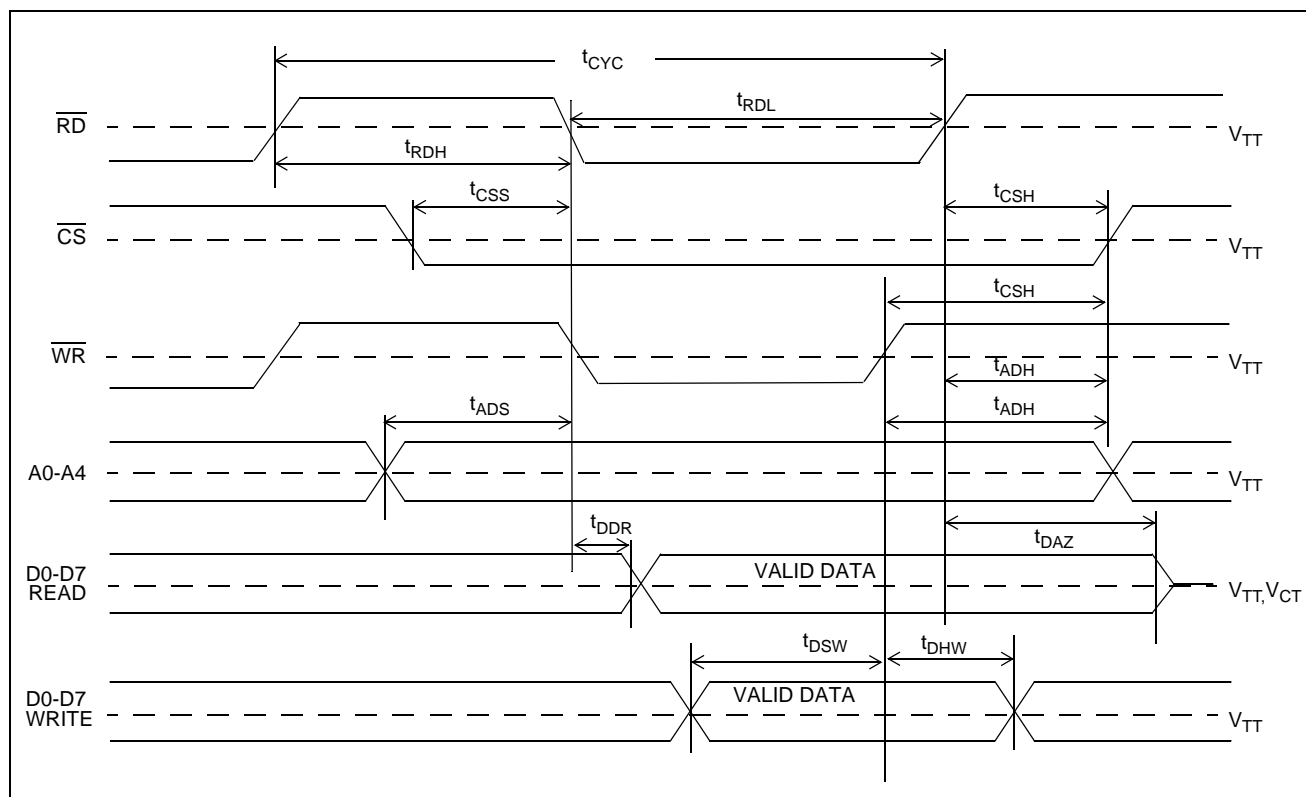 tCYC
tRDL
RD
VTT
tRDH
tCSS
tCSH
CS
VTT
tCSH
WR
VTT
tADH
tADS
tADH
A0-A4
VTT
tDDR
tDAZ
D0-D7
READ
VALID DATA
VTT,VCT
tDSW
tDHW
D0-D7
WRITE
VALID DATA
VTT